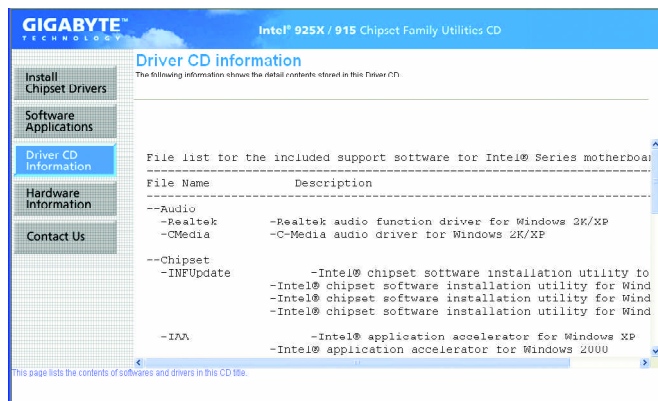 GIGABYTE™
TECHNOLOGY
Intel® 925X / 915 Chipset Family Utilities CD
Install
Chipset Drivers
Software
Applications
Driver CD
Information
Hardware
Information
Contact Us
Driver CD information
The following information shows the detail contents stored in this Driver CD.
File list for the included support software for Intel® Series motherboar
File Name Description
--Audio
-Realtek -Realtek audio function driver for Windows 2K/XP
-CMedia -C-Media audio driver for Windows 2K/XP
--Chipset
-INFUpdate -Intel® chipset software installation utility fo
-Intel® chipset software installation utility for Wind
-Intel® chipset software installation utility for Wind
-Intel® chipset software installation utility for Wind
-IAA -Intel® application accelerator for Windows XP
-Intel® application accelerator for Windows 2000
This page lists the contents of softwares and drivers in this CD title.